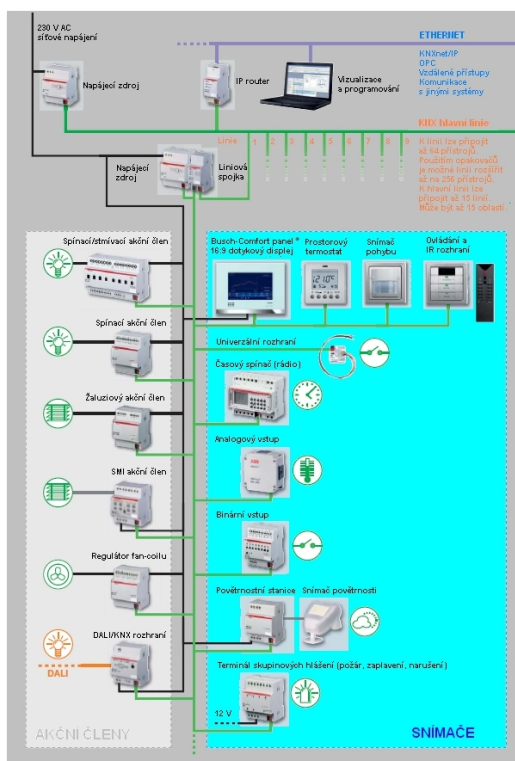 230 V AC
síťové napájení
Napájecí zdroj
IP router
Vizualizace
a programování
ETHERNET
KNXnet/IP
OPC
Vzdálené přístupy
Komunikace
s jinými systémy
KNX hlavní linie
Linie 1 2 3 4 5 6 7 8 9
K linii lze připojit
až 64 přístrojů.
Použitím opakovačů
je možné linii rozšířit
až na 256 přístrojů.
K hlavní linii lze
připojit až 15 linií.
Může být až 15 oblastí.
Napájecí
zdroj
Liniová
spojka
Spínací/stmívací akční člen
Spínací akční člen
Žaluziový akční člen
SMI akční člen
Regulátor fan-coilu
DALI/KNX rozhraní
DALI
AKČNÍ ČLENY
Busch-Comfort panel *
16:9 dotykový displej
Prostorový
termostat
Snímač
pohybu
Ovládání a
IR rozhraní
Univerzální rozhraní
Časový spínač (rádio)
Analogový vstup
Binární vstup
Povětrnostní stanice
Snímač povětrnosti
Terminál skupinových hlášení (požár, zaplavení, narušení)
12 V
SNÍMAČE